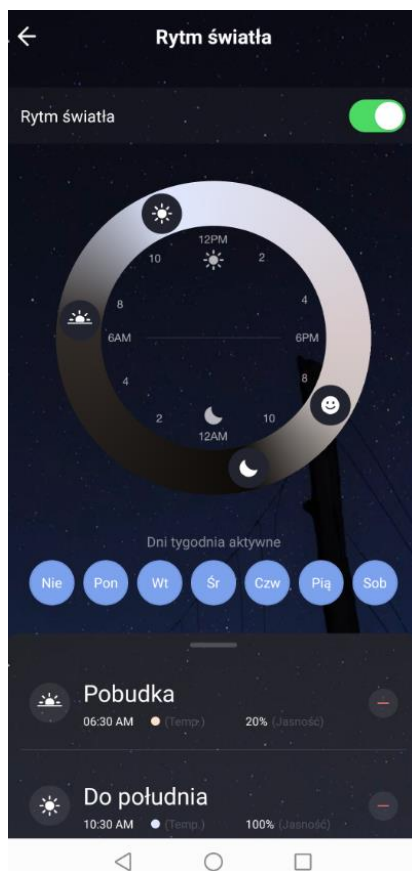 Rytm światła
Rytm światła
12PM
10 2
8 4
6AM 6PM
4 8
2 10
12AM
Dni tygodnia aktywne
Nie Pon Wt Śr Czw Pią Sob
Pobudka
06:30 AM (Temp.) 20% (Jasność)
Do południa
10:30 AM (Temp.) 100% (Jasność)